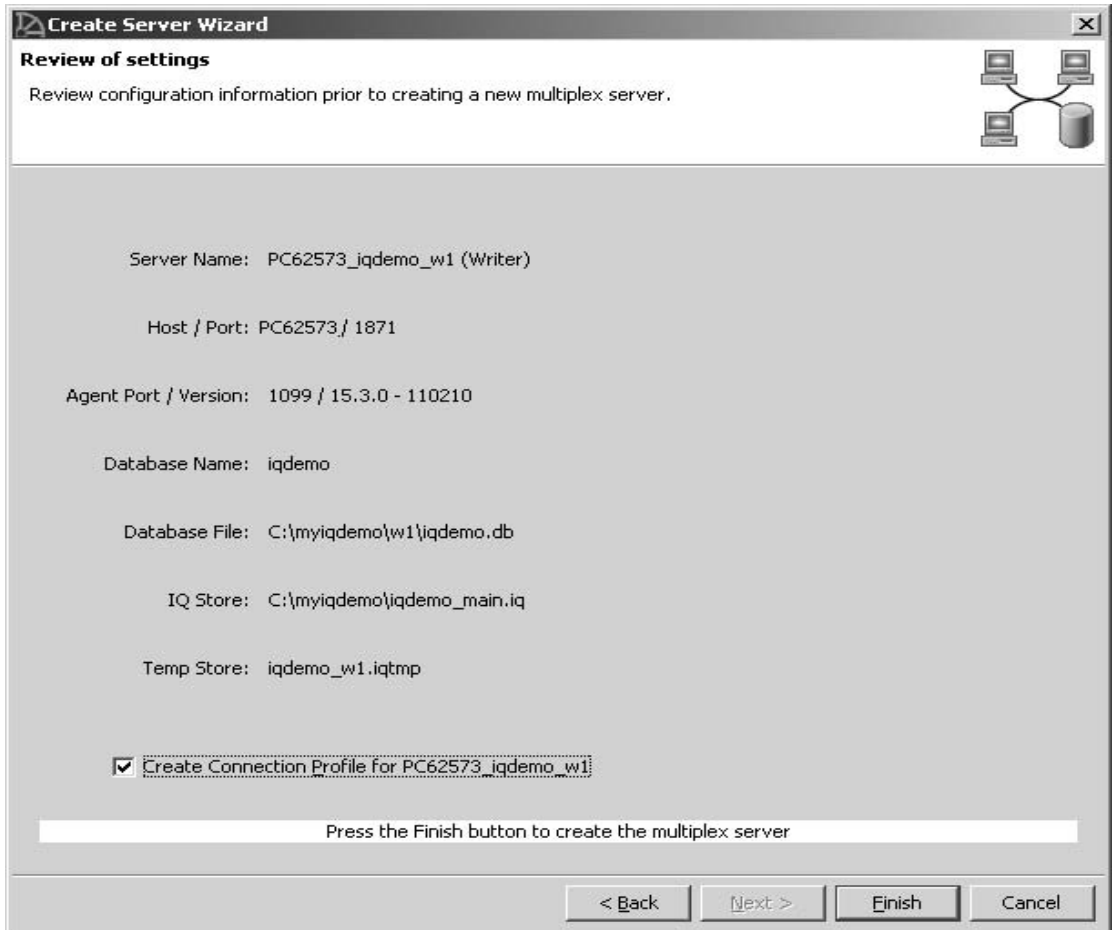 Create Server Wizard
Review of settings
Review configuration information prior to creating a new multiplex server.
Server Name: PC62573_iqdemo_w1 (Writer)
Host / Port: PC62573 / 1871
Agent Port / Version: 1099 / 15.3.0 - 110210
Database Name: iqdemo
Database File: C:\myiqdemo\w1\iqdemo.db
IQ Store: C:\myiqdemo\iqdemo_main.iq
Temp Store: iqdemo_w1.iqtmp
Create Connection Profile for PC62573_iqdemo_w1
Press the Finish button to create the multiplex server
< Back Next > Finish Cancel